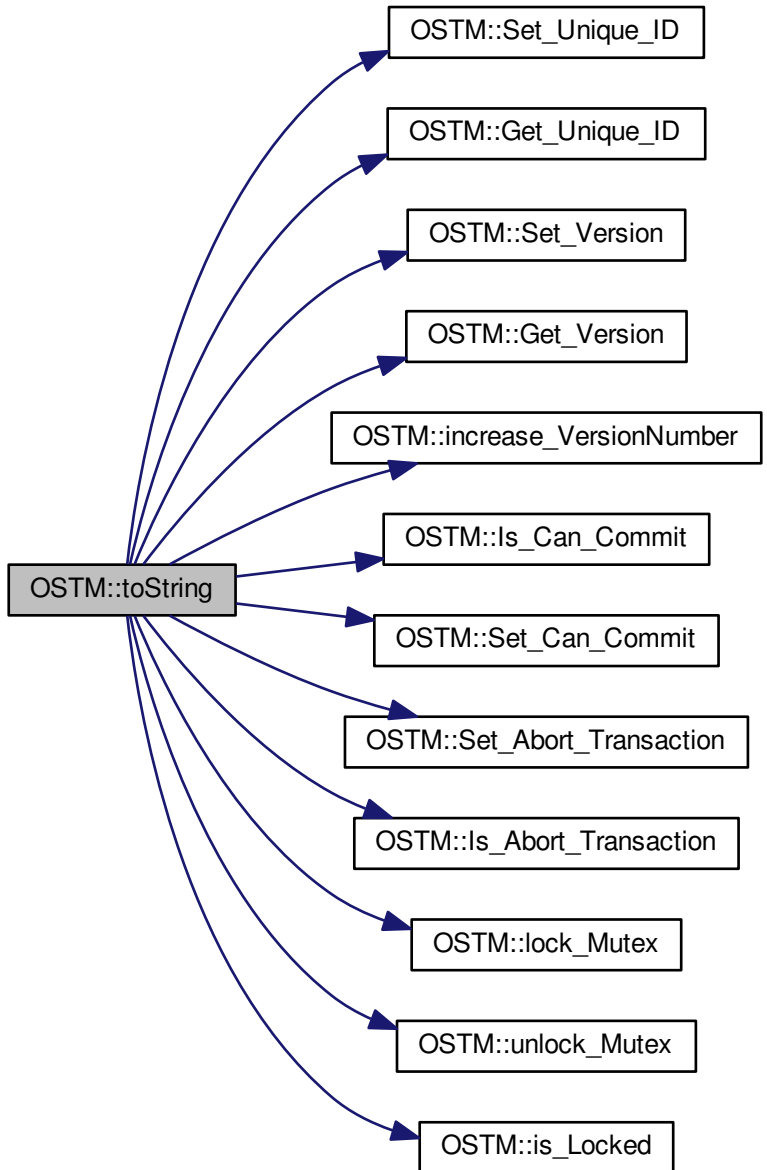 OSTM::Set_Unique_ID
OSTM::Get_Unique_ID
OSTM::Set_Version
OSTM::Get_Version
OSTM::increase_VersionNumber
OSTM::Is_Can_Commit
OSTM::toString
OSTM::Set_Can_Commit
OSTM::Set_Abort_Transaction
OSTM::Is_Abort_Transaction
OSTM::lock_Mutex
OSTM::unlock_Mutex
OSTM::is_Locked